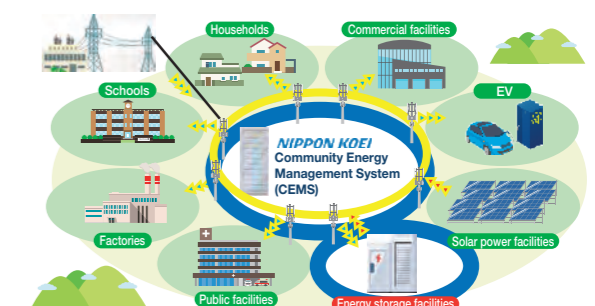 Households
Commercial facilities
Schools
EV
NIPPON KOEI
Community Energy
Management System
(CEMS)
Factories
Solar power facilities
Public facilities
Energy storage facilities